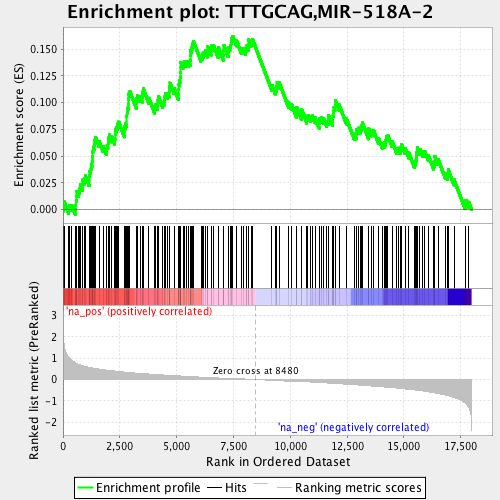 Enrichment plot: TTTGCAG,MIR-518A-2
Enrichment score (ES)
0.150
0.125
0.100
0.075
0.050
0.025
0.000
'na_pos' (positively correlated)
Ranked list metric (PreRanked)
3
2
1
0
-1
-2
Zero cross at 8480
'na_neg' (negatively correlated)
0
2,500
5,000
7,500
10,000
12,500
15,000
17,500
Rank in Ordered Dataset
Enrichment profile
Hits
Ranking metric scores